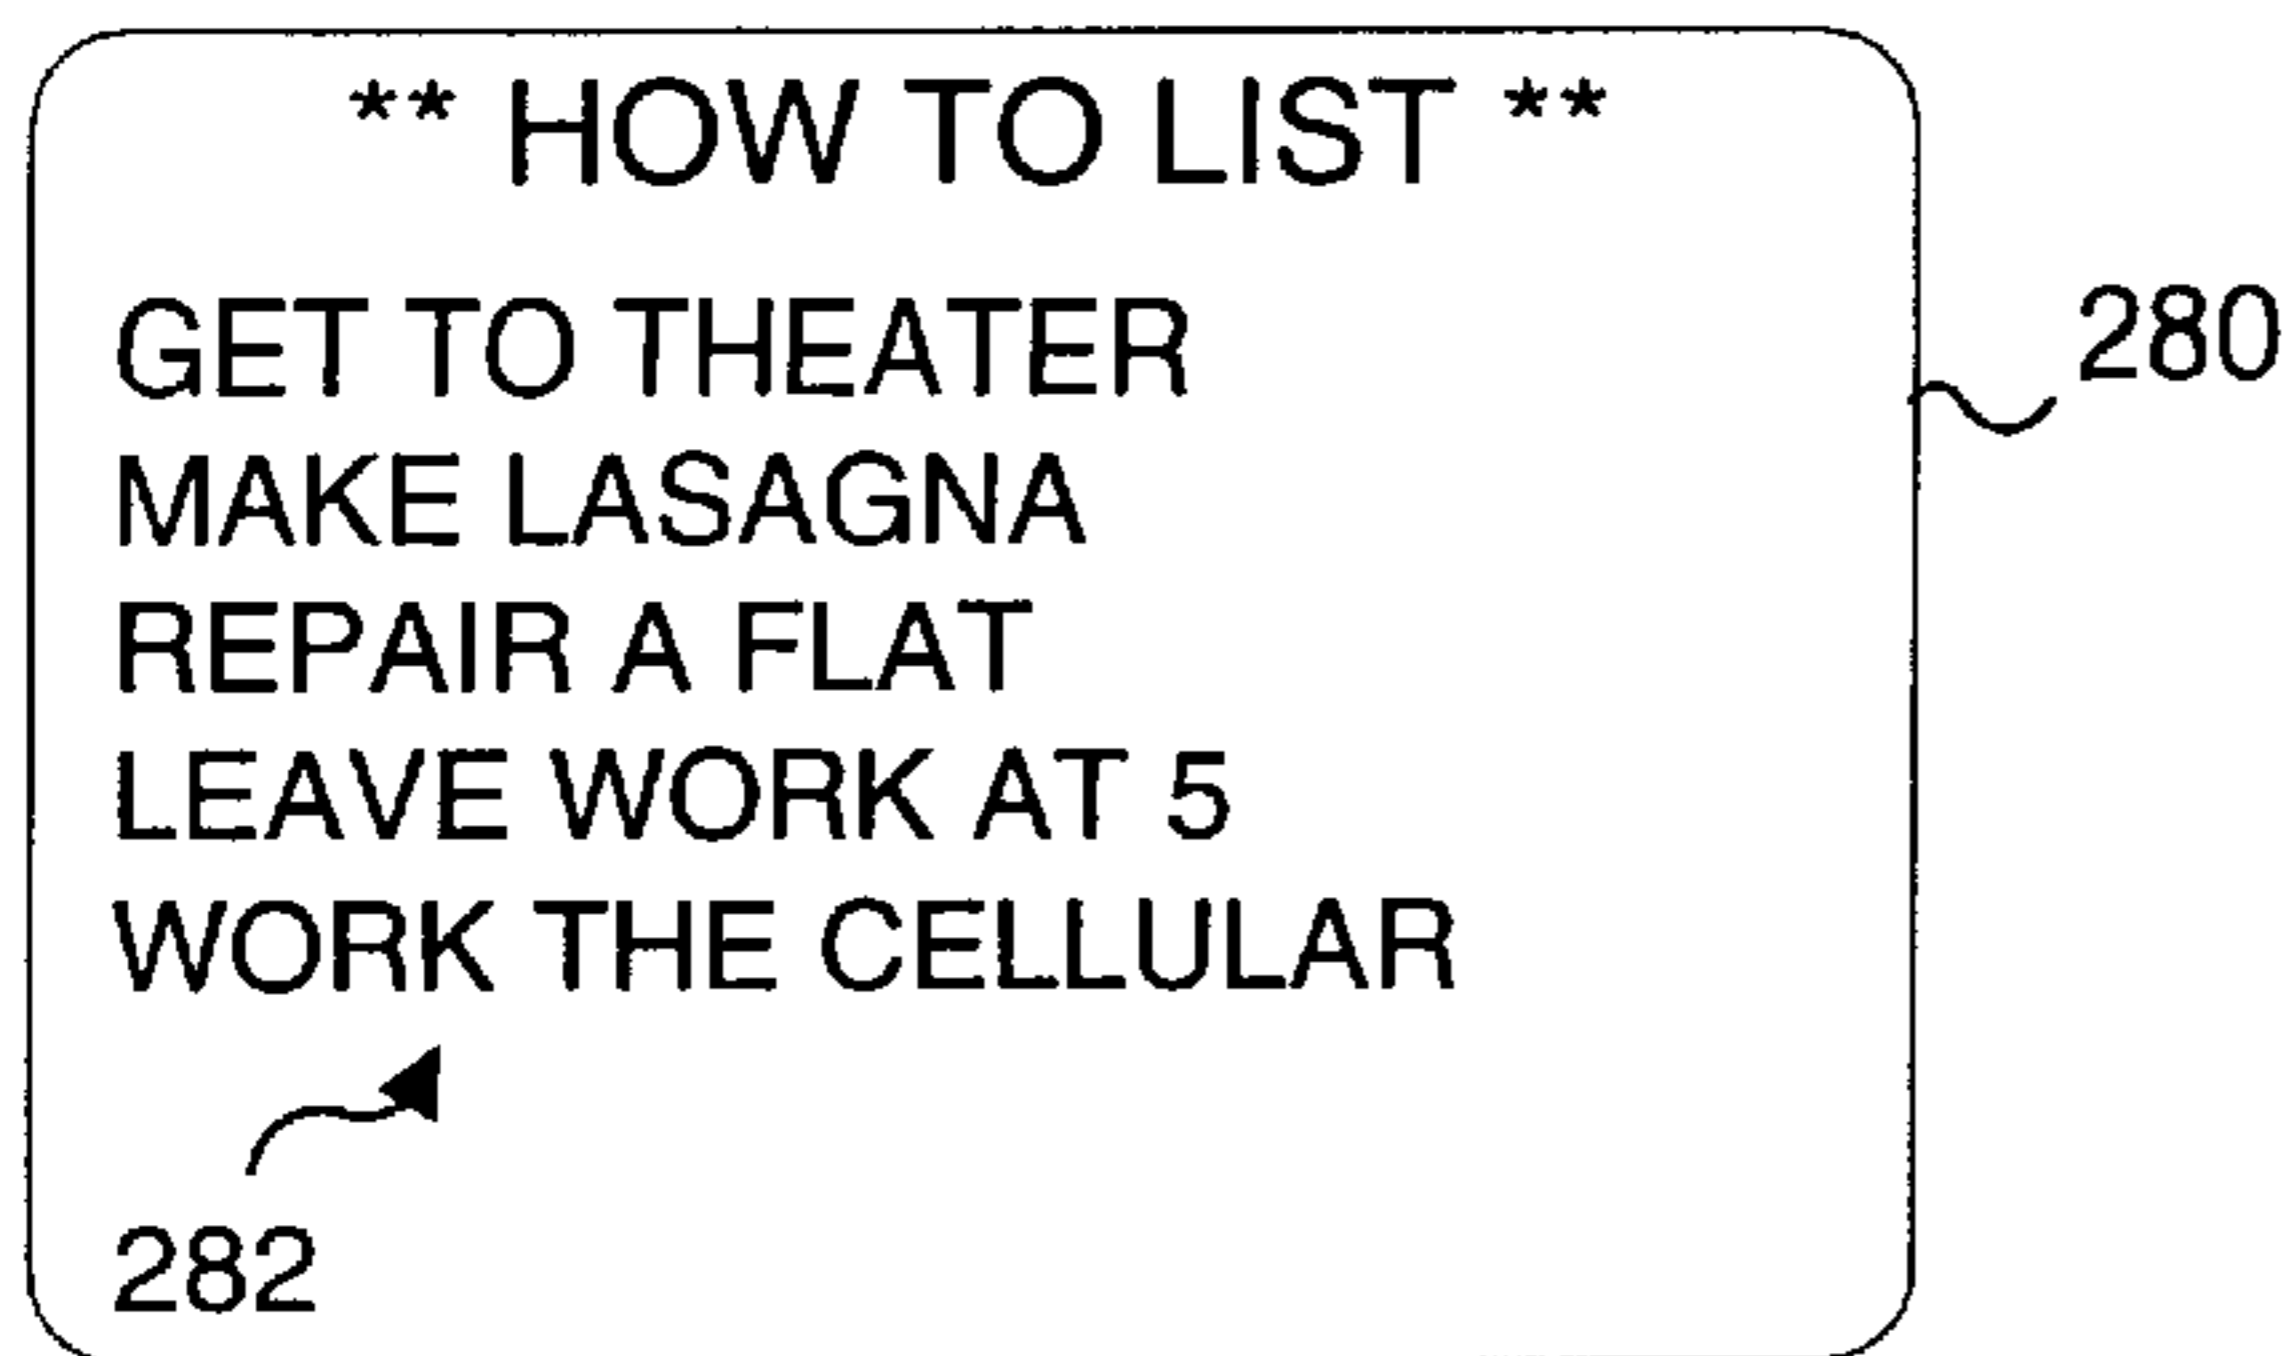 ** HOW TO LIST **
GET TO THEATER
280
MAKE LASAGNA
REPAIR A FLAT
LEAVE WORK AT 5
WORK THE CELLULAR
282